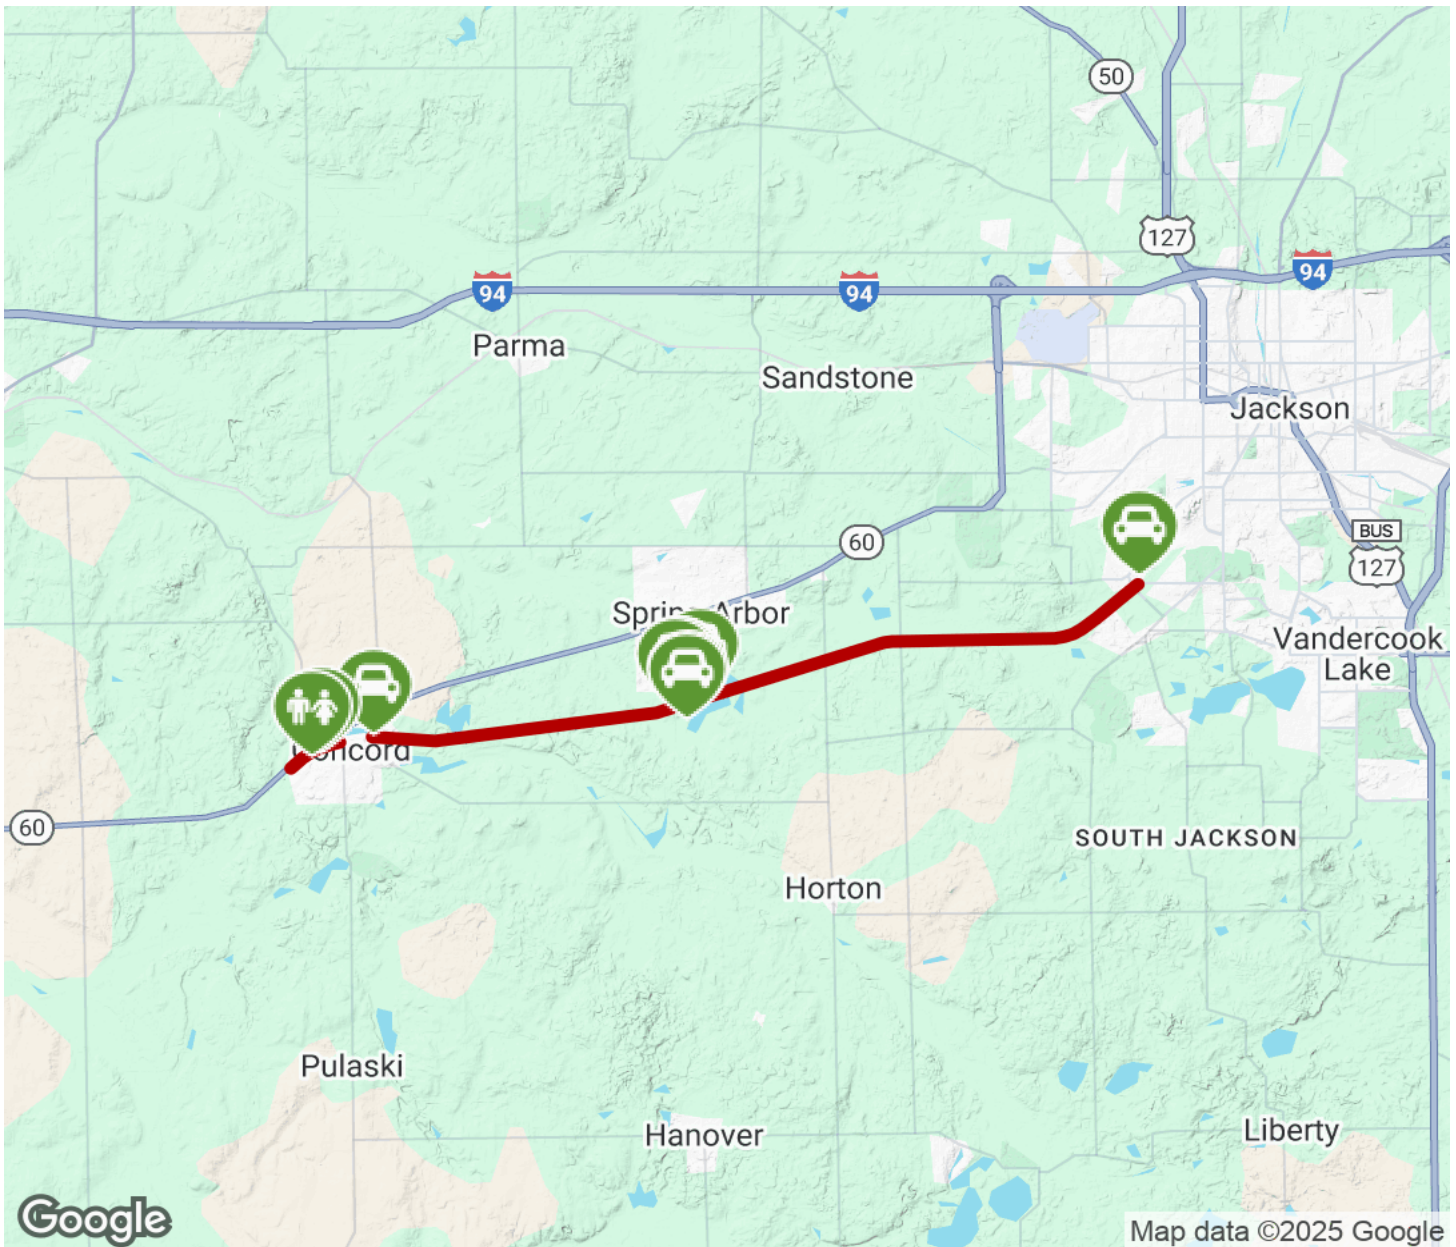 50
127
94
94
94
Parma
Sandstone
Jackson
60
BUS
127
Vandercook
Lake
Concord
60
SOUTH JACKSON
Horton
Pulaski
Hanover
Liberty
Google
Map data ©2025 Google